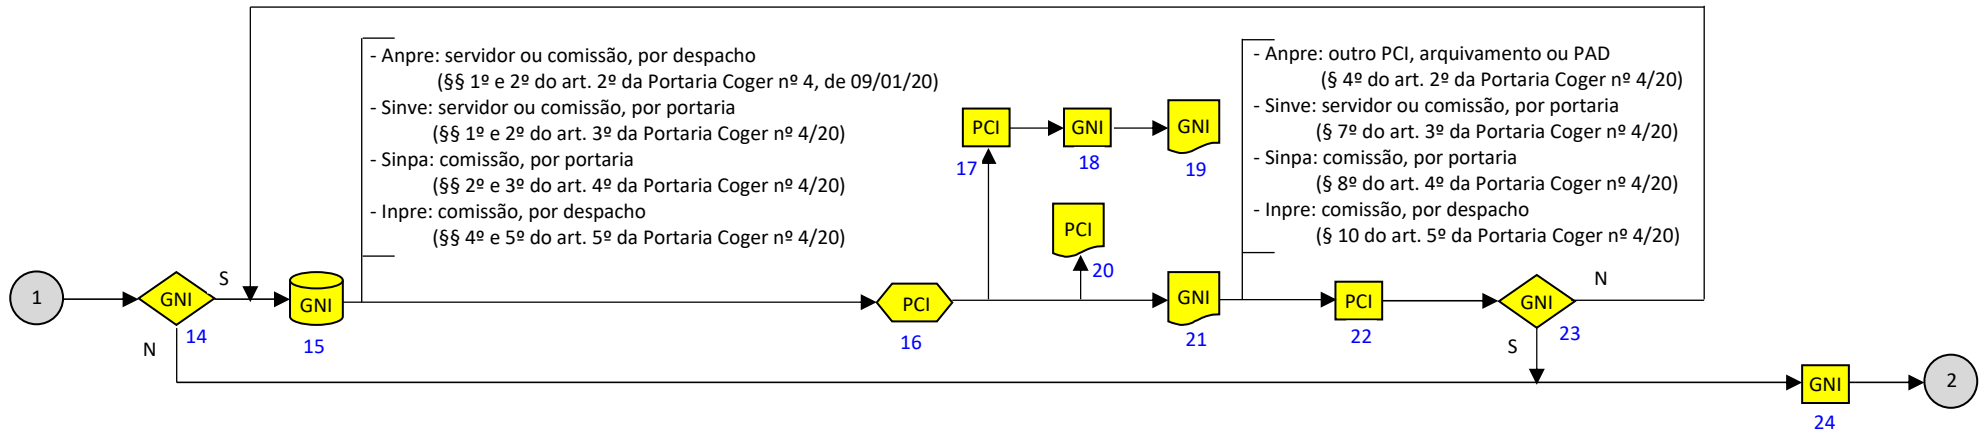 - Anpre: servidor ou comissão, por despacho
(§§ 1º e 2º do art. 2º da Portaria Coger nº 4, de 09/01/20)
- Sinve: servidor ou comissão, por portaria
(§§ 1º e 2º do art. 3º da Portaria Coger nº 4/20)
- Sinpa: comissão, por portaria
(§§ 2º e 3º do art. 4º da Portaria Coger nº 4/20)
- Inpre: comissão, por despacho
(§§ 4º e 5º do art. 5º da Portaria Coger nº 4/20)
- Anpre: outro PCI, arquivamento ou PAD
(§ 4º do art. 2º da Portaria Coger nº 4/20)
- Sinve: servidor ou comissão, por portaria
(§ 7º do art. 3º da Portaria Coger nº 4/20)
- Sinpa: comissão, por portaria
(§ 8º do art. 4º da Portaria Coger nº 4/20)
- Inpre: comissão, por despacho
(§ 10 do art. 5º da Portaria Coger nº 4/20)
PCI
17
GNI
18
GNI
19
PCI
20
1
GNI
14
S
N
GNI
15
PCI
16
GNI
21
PCI
22
GNI
23
N
S
GNI
24
2